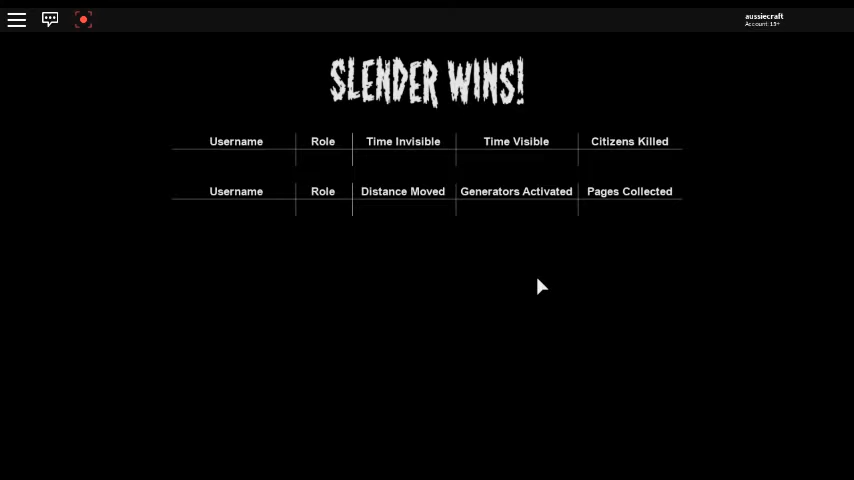 aussiecraft
Account: 13+
SLENDER WINS!
Username Role Time Invisible Time Visible Citizens Killed
Username Role Distance Moved Generators Activated Pages Collected